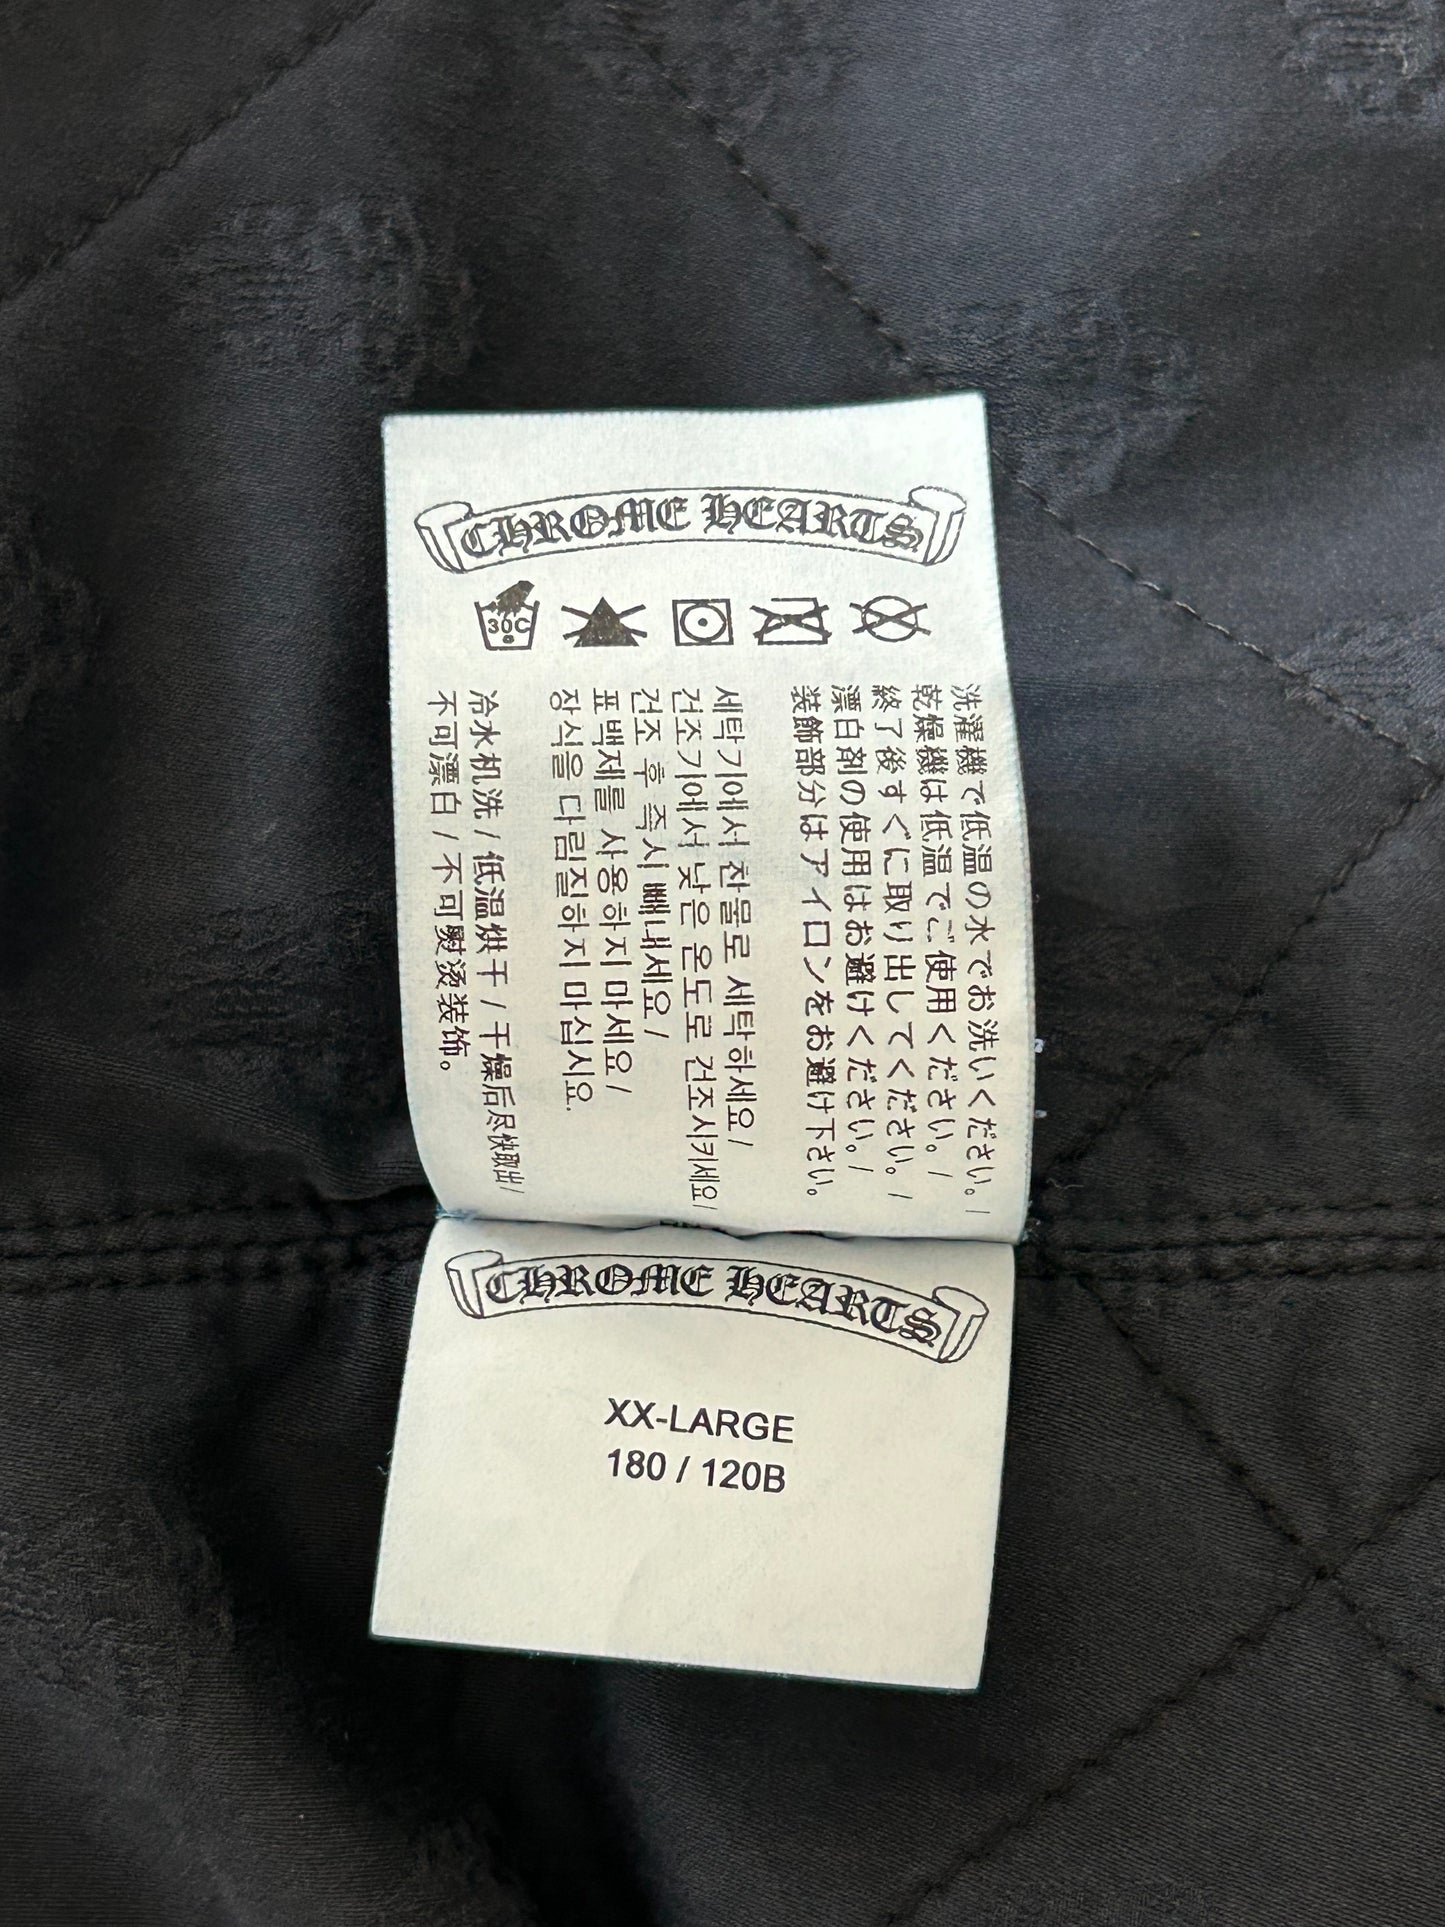 CHROME HEARTS
30C
洗濯機で低温の水でお洗いください。/
乾燥機は低温でご使用ください。/
終了後すぐに取り出してください。/
漂白剤の使用はお避けください。/
装飾部分はアイロンをお避け下さい。
세탁기에서 찬물로 세탁하세요/
건조기에서 낮은 온도로 건조시키세요/
건조 후 즉시 빼내세요/
표백제를 사용하지 마세요/
장식을 다림질하지 마십시요.
冷水机洗/低温烘干/干燥后尽快取出/
不可漂白/不可熨烫装饰。
CHROME HEARTS
XX-LARGE
180 / 120B